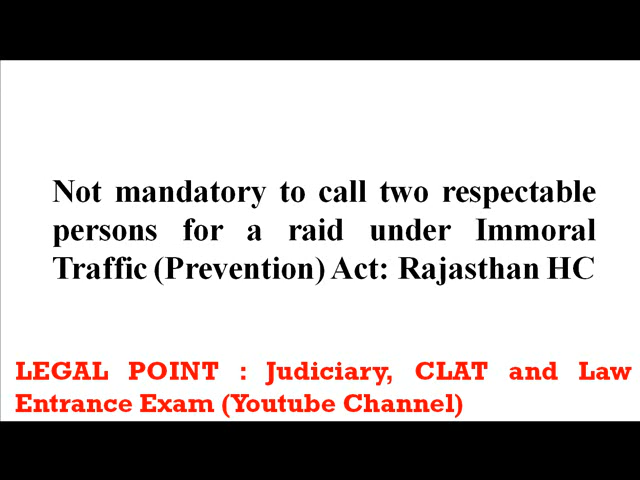 Not mandatory to call two respectable
persons for a raid under Immoral
Traffic (Prevention) Act: Rajasthan HC
LEGAL POINT : Judiciary, CLAT and Law
Entrance Exam (Youtube Channel)